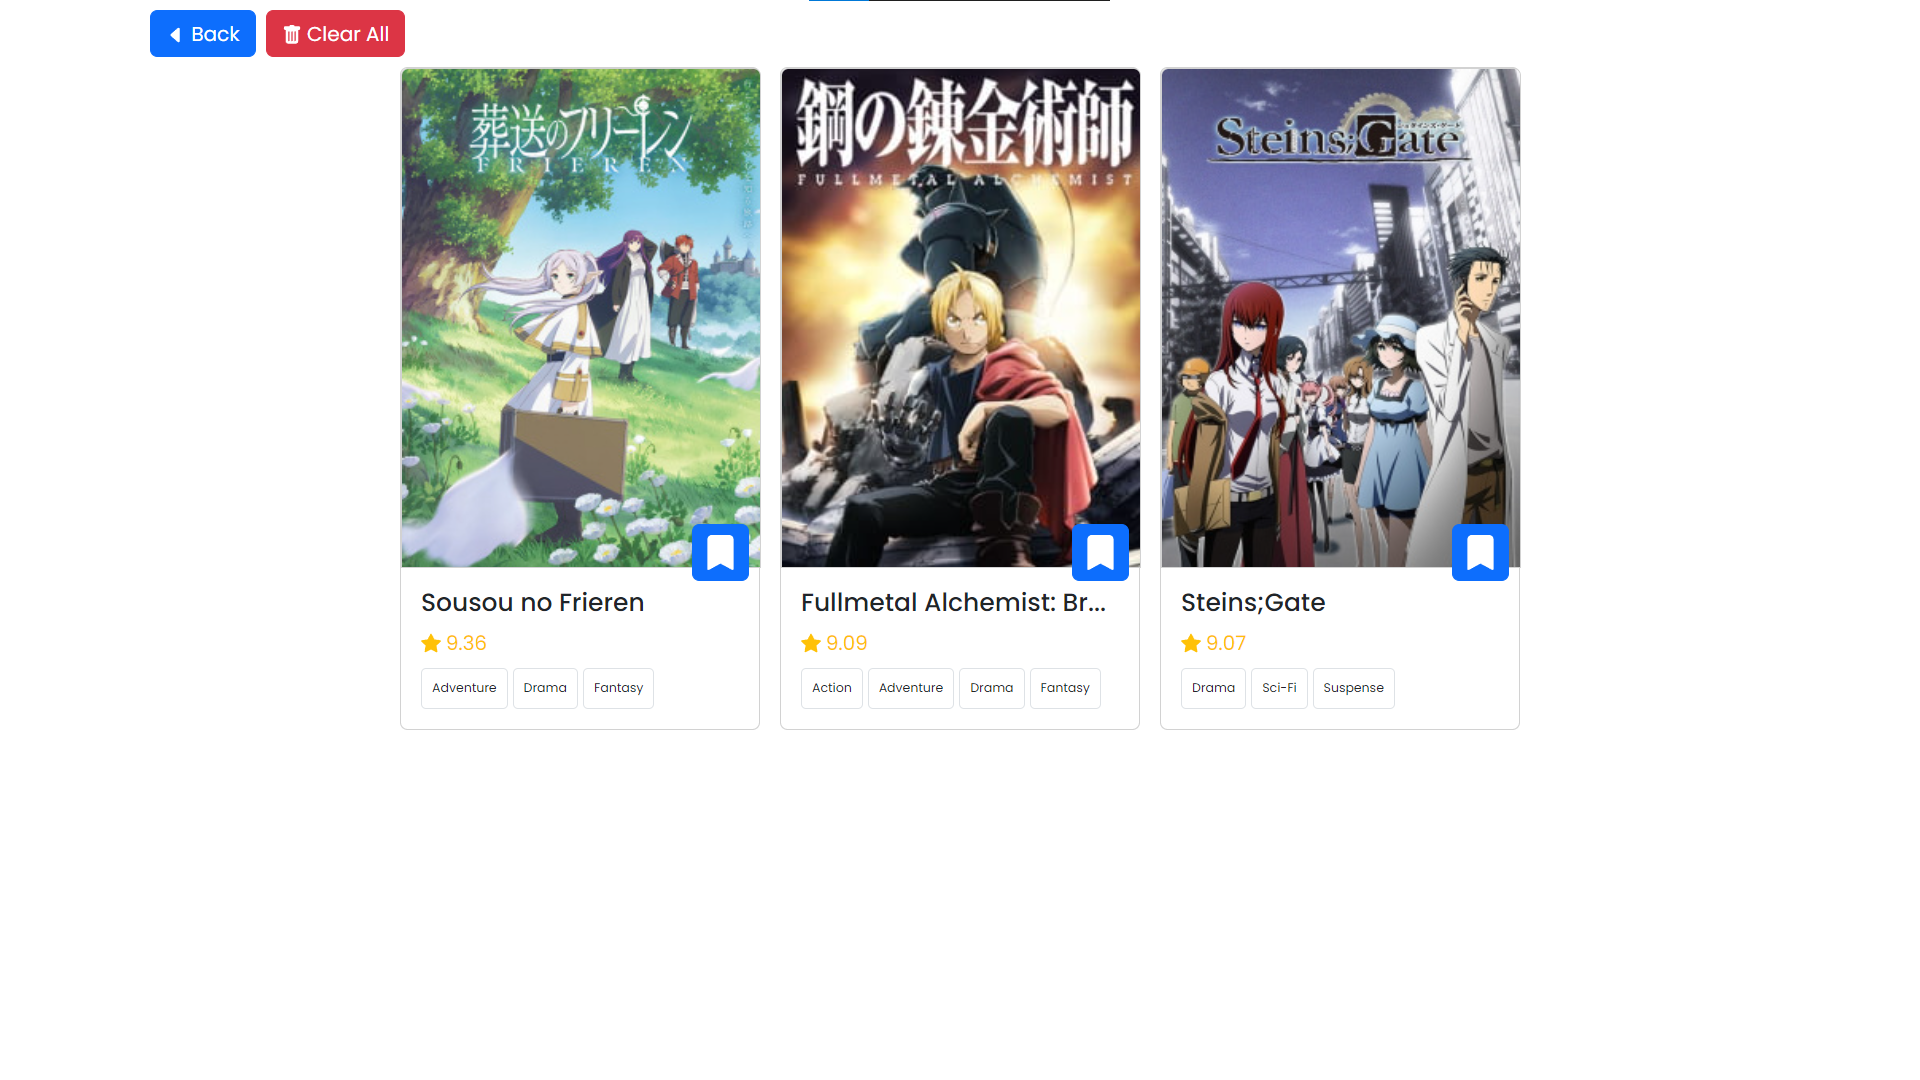 Back
Clear All
葬送のフリーレン
FRIEREN
鋼の錬金術師
FULLMETAL ALCHEMIST
Steins;Gate
Sousou no Frieren
9.36
Adventure
Drama
Fantasy
Fullmetal Alchemist: Br...
9.09
Action
Adventure
Drama
Fantasy
Steins;Gate
9.07
Drama
Sci-Fi
Suspense